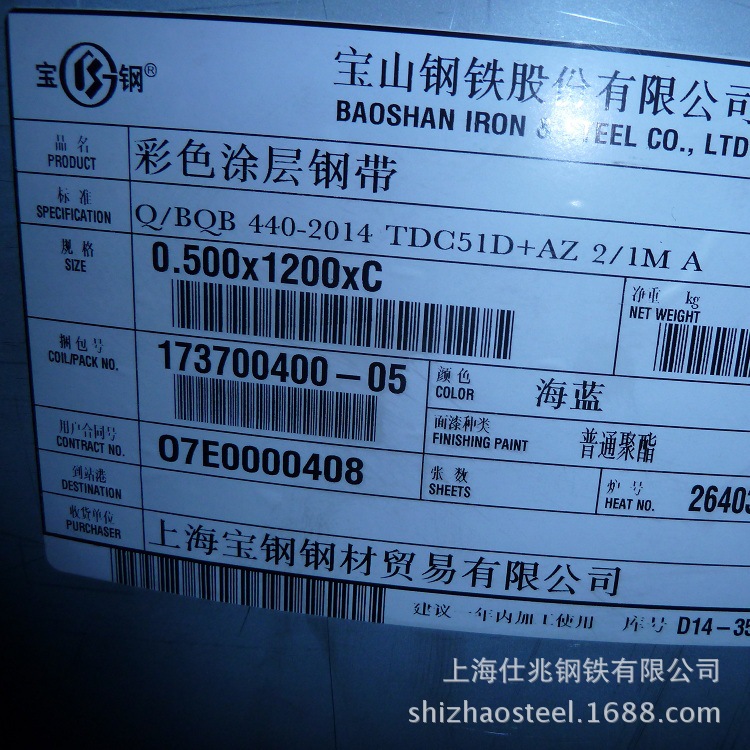 宝钢®
宝山钢铁股份有限公司
BAOSHAN IRON & STEEL CO., LTD
品名 彩色涂层钢带
PRODUCT
标准 Q/BQB 440-2014 TDC51D+AZ 2/1M A
SPECIFICATION
规格 0.500x1200xC
SIZE
净重 kg
NET WEIGHT
捆包号 173700400-05
COIL/PACK NO.
颜色 海蓝
COLOR
面漆种类 普通聚酯
FINISHING PAINT
用户合同号 07E0000408
CONTRACT NO.
张数
SHEETS
炉号 26403
HEAT NO.
到站港
DESTINATION
收货单位 上海宝钢钢材贸易有限公司
PURCHASER
建议一年内加工使用 库号 D14-35
上海仕兆钢铁有限公司
shizhaosteel.1688.com